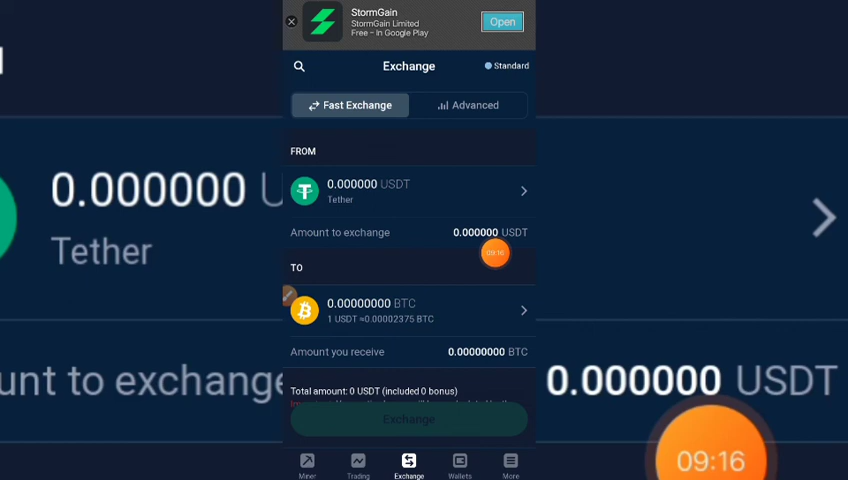 StormGain
StormGain Limited
Free - In Google Play
Open
Exchange
Standard
Fast Exchange
Advanced
FROM
0.000000 USDT
Tether
Amount to exchange 0.000000 USDT
09:16
TO
0.00000000 BTC
1 USDT ≈0.00002375 BTC
Amount you receive 0.00000000 BTC
Total amount: 0 USDT (included 0 bonus)
Exchange
Miner Trading Exchange Wallets More
0.000000 U
Tether
unt to exchange
0.000000 USDT
09:16